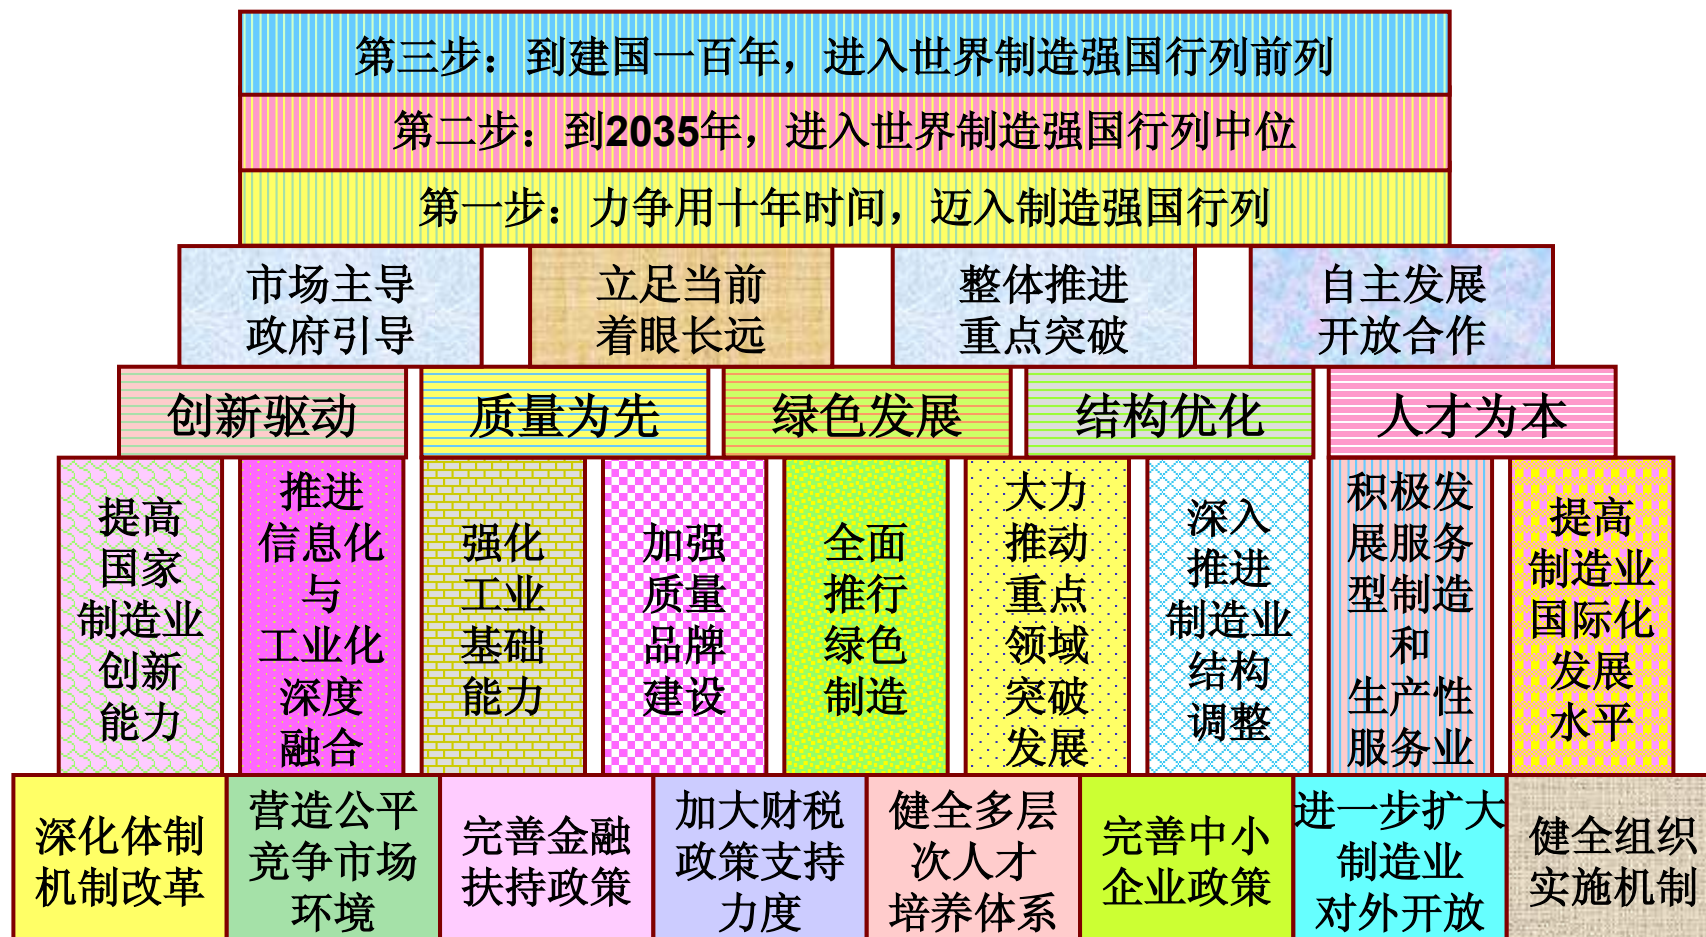 第三步：到建国一百年，进入世界制造强国行列前列
第二步：到2035年，进入世界制造强国行列中位
第一步：力争用十年时间，迈入制造强国行列
市场主导
政府引导
立足当前
着眼长远
整体推进
重点突破
自主发展
开放合作
创新驱动
质量为先
绿色发展
结构优化
人才为本
提高
国家
制造业
创新
能力
推进
信息化
与
工业化
深度
融合
强化
工业
基础
能力
加强
质量
品牌
建设
全面
推行
绿色
制造
大力
推动
重点
领域
突破
发展
深入
推进
制造业
结构
调整
积极发
展服务
型制造
和
生产性
服务业
提高
制造业
国际化
发展
水平
深化体制
机制改革
营造公平
竞争市场
环境
完善金融
扶持政策
加大财税
政策支持
力度
健全多层
次人才
培养体系
完善中小
企业政策
进一步扩大
制造业
对外开放
健全组织
实施机制